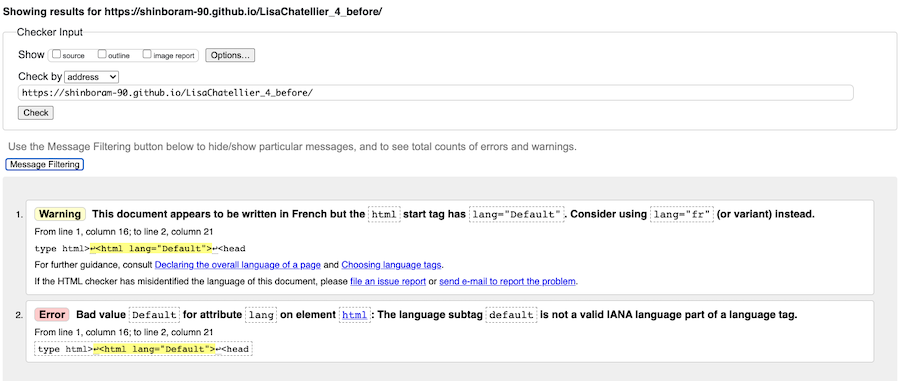 Showing results for https://shinboram-90.github.io/LisaChatellier_4_before/
Checker Input
Show source outline image report Options...
Check by address
https://shinboram-90.github.io/LisaChatellier_4_before/
Check
Use the Message Filtering button below to hide/show particular messages, and to see total counts of errors and warnings.
Message Filtering
1. Warning This document appears to be written in French but the html start tag has lang="Default". Consider using lang="fr" (or variant) instead.
From line 1, column 16; to line 2, column 21
type html>↩<html lang="Default">↩<head
For further guidance, consult Declaring the overall language of a page and Choosing language tags.
If the HTML checker has misidentified the language of this document, please file an issue report or send e-mail to report the problem.
2. Error Bad value Default for attribute lang on element html: The language subtag default is not a valid IANA language part of a language tag.
From line 1, column 16; to line 2, column 21
type html>↩<html lang="Default">↩<head